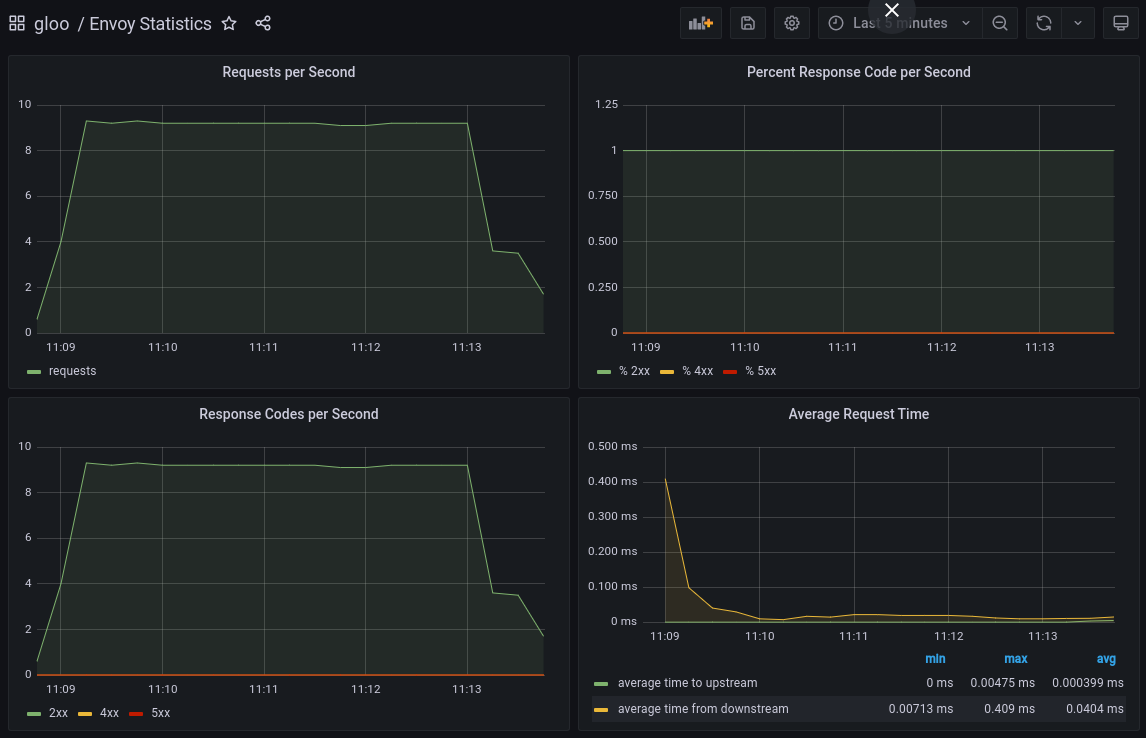 gloo / Envoy Statistics
Last 5 minutes
Requests per Second
10
8
6
4
2
0
11:09 11:10 11:11 11:12 11:13
requests
Percent Response Code per Second
1.25
1
0.750
0.500
0.250
0
11:09 11:10 11:11 11:12 11:13
% 2xx % 4xx % 5xx
Response Codes per Second
10
8
6
4
2
0
11:09 11:10 11:11 11:12 11:13
2xx 4xx 5xx
Average Request Time
0.500 ms
0.400 ms
0.300 ms
0.200 ms
0.100 ms
0 ms
11:09 11:10 11:11 11:12 11:13
min max avg
average time to upstream 0 ms 0.00475 ms 0.000399 ms
average time from downstream 0.00713 ms 0.409 ms 0.0404 ms